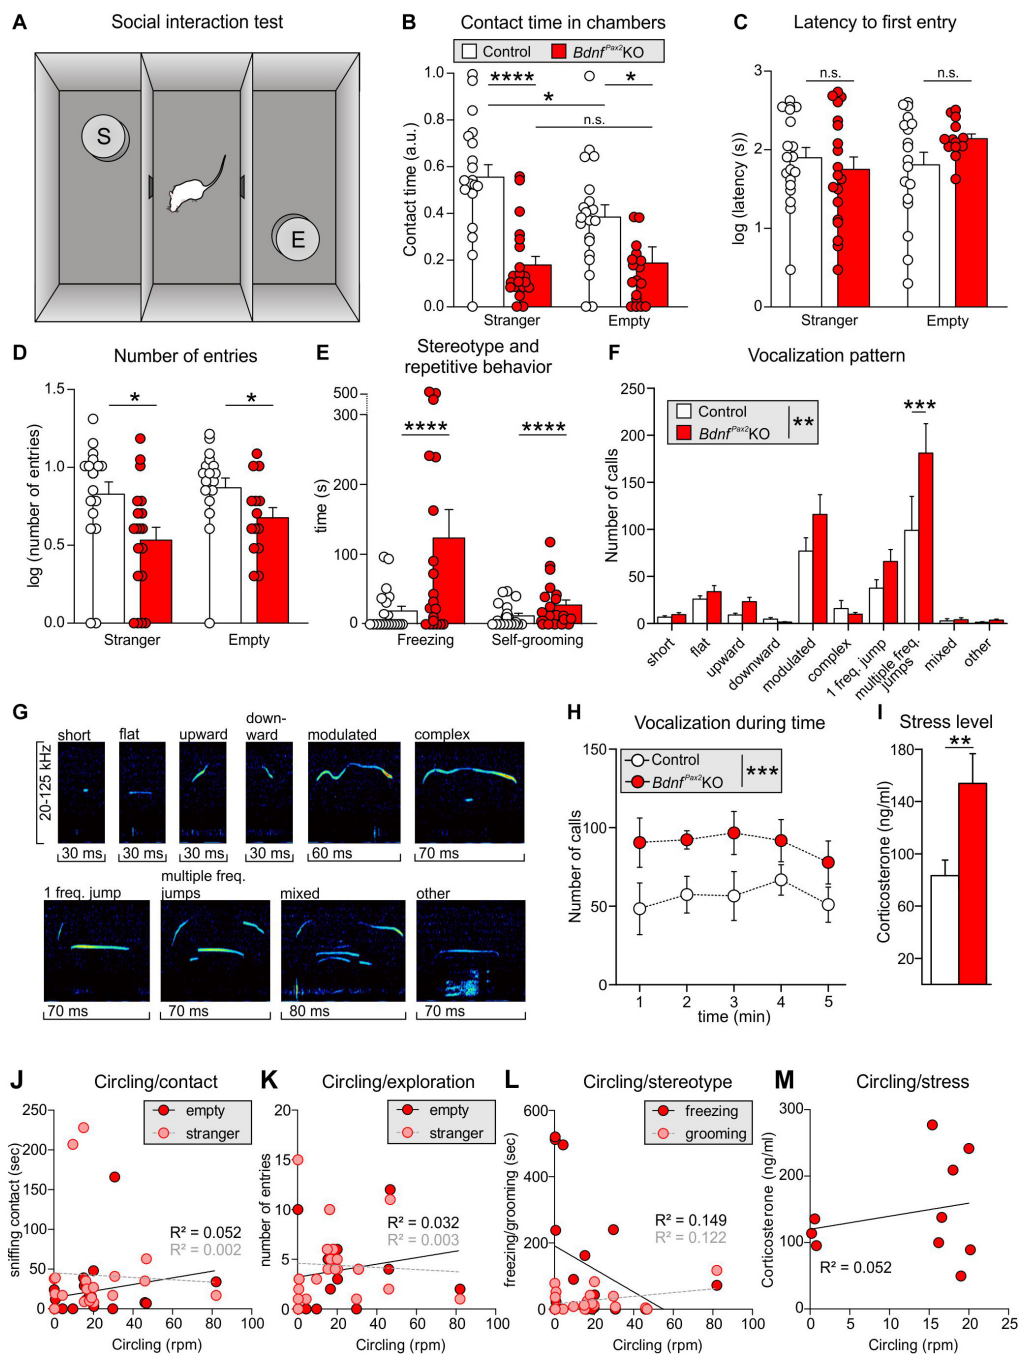 A
Social interaction test
S
E
B
Contact time in chambers
Control
Bdnf^Pax2KO
****
*
*
n.s.
Contact time (a.u.)
1.0
0.8
0.6
0.4
0.2
0.0
Stranger
Empty
C
Latency to first entry
n.s.
n.s.
log (latency (s))
3
2
1
0
Stranger
Empty
D
Number of entries
*
*
log (number of entries)
1.5
1.0
0.5
0.0
Stranger
Empty
E
Stereotype and
repetitive behavior
****
****
time (s)
500
300
200
100
0
Freezing
Self-grooming
F
Vocalization pattern
Control
Bdnf^Pax2KO
**
***
Number of calls
250
200
150
100
50
0
short
flat
upward
downward
modulated
complex
1 freq. jump
multiple freq.
jumps
mixed
other
G
20-125 kHz
short
flat
upward
down-
ward
modulated
complex
30 ms
30 ms
30 ms
30 ms
60 ms
70 ms
1 freq. jump
multiple freq.
jumps
mixed
other
70 ms
70 ms
80 ms
70 ms
H
Vocalization during time
Control
Bdnf^Pax2KO
***
Number of calls
150
100
50
0
1
2
3
4
5
time (min)
I
Stress level
**
Corticosterone (ng/ml)
180
140
100
60
20
J
Circling/contact
empty
stranger
sniffing contact (sec)
250
200
150
100
50
0
R² = 0.052
R² = 0.002
0
20
40
60
80
100
Circling (rpm)
K
Circling/exploration
empty
stranger
number of entries
20
15
10
5
0
R² = 0.032
R² = 0.003
0
20
40
60
80
100
Circling (rpm)
L
Circling/stereotype
freezing
grooming
freezing/grooming (sec)
600
400
200
0
R² = 0.149
R² = 0.122
0
20
40
60
80
100
Circling (rpm)
M
Circling/stress
Corticosterone (ng/ml)
300
200
100
0
R² = 0.052
0
5
10
15
20
25
Circling (rpm)